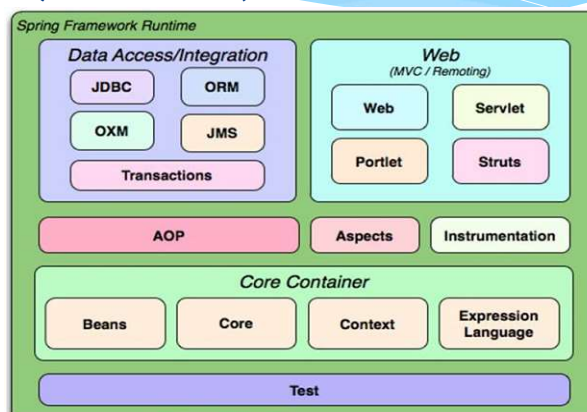 Spring Framework Runtime
Data Access/Integration
JDBC
ORM
OXM
JMS
Transactions
Web
(MVC / Remoting)
Web
Servlet
Portlet
Struts
AOP
Aspects
Instrumentation
Core Container
Beans
Core
Context
Expression
Language
Test